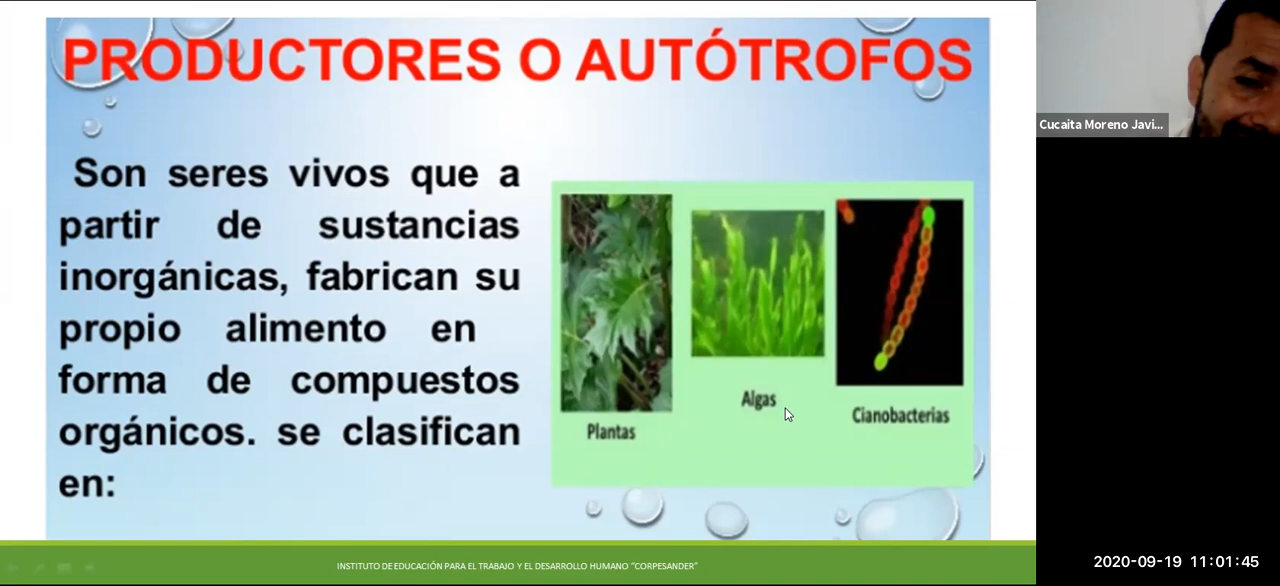 PRODUCTORES O AUTÓTROFOS
Son seres vivos que a
partir de sustancias
inorgánicas, fabrican su
propio alimento en
forma de compuestos
orgánicos. se clasifican
en:
Plantas
Algas
Cianobacterias
INSTITUTO DE EDUCACIÓN PARA EL TRABAJO Y EL DESARROLLO HUMANO “CORPESANDER”
Cucaita Moreno Javi...
2020-09-19 11:01:45